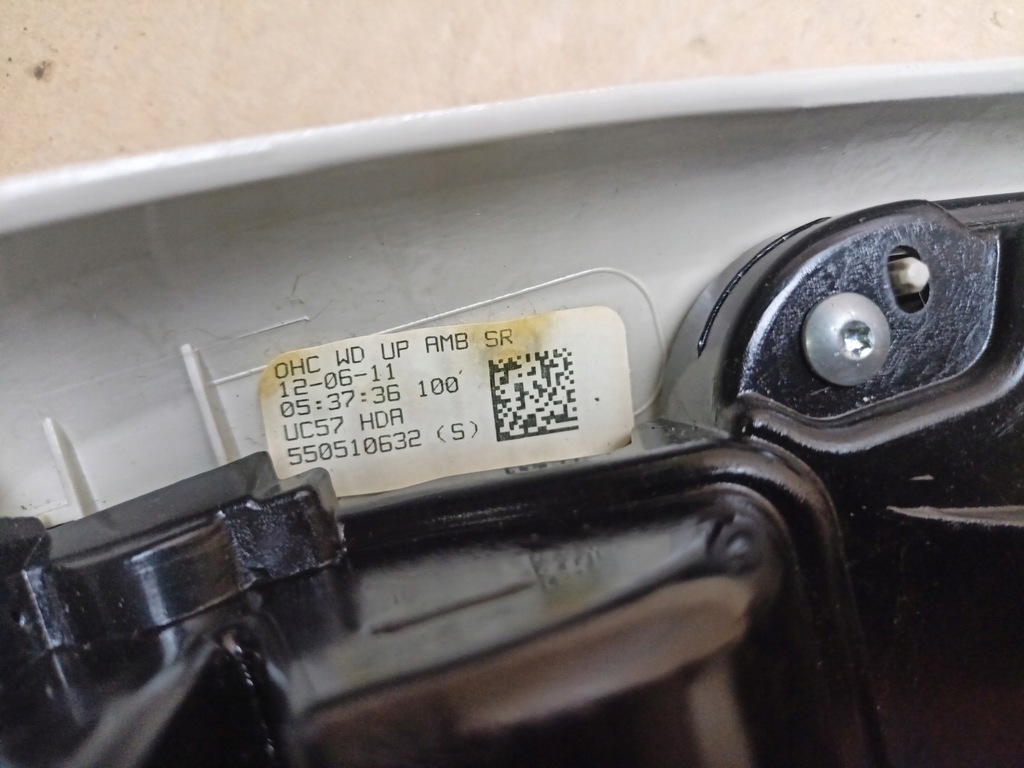 OHC WD UP AMB SR
12-06-11
05:37:36 100
UC57 HDA
550510632 (S)